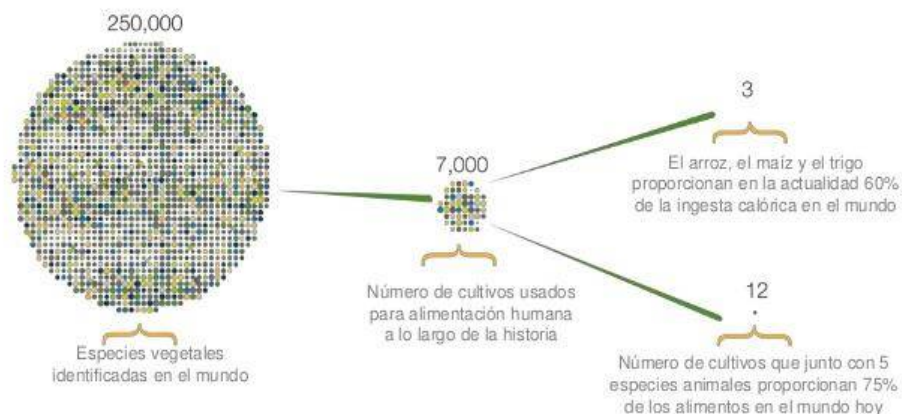 250,000
Especies vegetales
identificadas en el mundo
7,000
Número de cultivos usados
para alimentación humana
a lo largo de la historia
3
El arroz, el maíz y el trigo
proporcionan en la actualidad 60%
de la ingesta calórica en el mundo
12
Número de cultivos que junto con 5
especies animales proporcionan 75%
de los alimentos en el mundo hoy